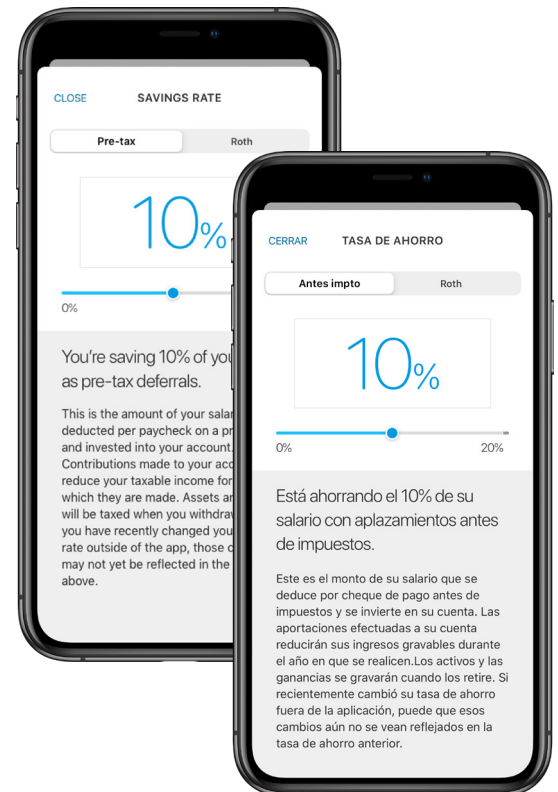 CLOSE SAVINGS RATE
Pre-tax Roth
10%
0%
You're saving 10% of
as pre-tax deferrals.
This is the amount of your
deducted per paycheck on a
and invested into your account.
Contributions made to your
reduce your taxable income for
which they are made. Assets
will be taxed when you
you have recently changed
rate outside of the app, those
may not yet be reflected in the
above.
CERRAR TASA DE AHORRO
Antes impto Roth
10%
0% 20%
Está ahorrando el 10% de su
salario con aplazamientos antes
de impuestos.
Este es el monto de su salario que se
deduce por cheque de pago antes de
impuestos y se invierte en su cuenta. Las
aportaciones efectuadas a su cuenta
reducirán sus ingresos gravables durante
el año en que se realicen.Los activos y las
ganancias se gravarán cuando los retire. Si
recientemente cambió su tasa de ahorro
fuera de la aplicación, puede que esos
cambios aún no se vean reflejados en la
tasa de ahorro anterior.